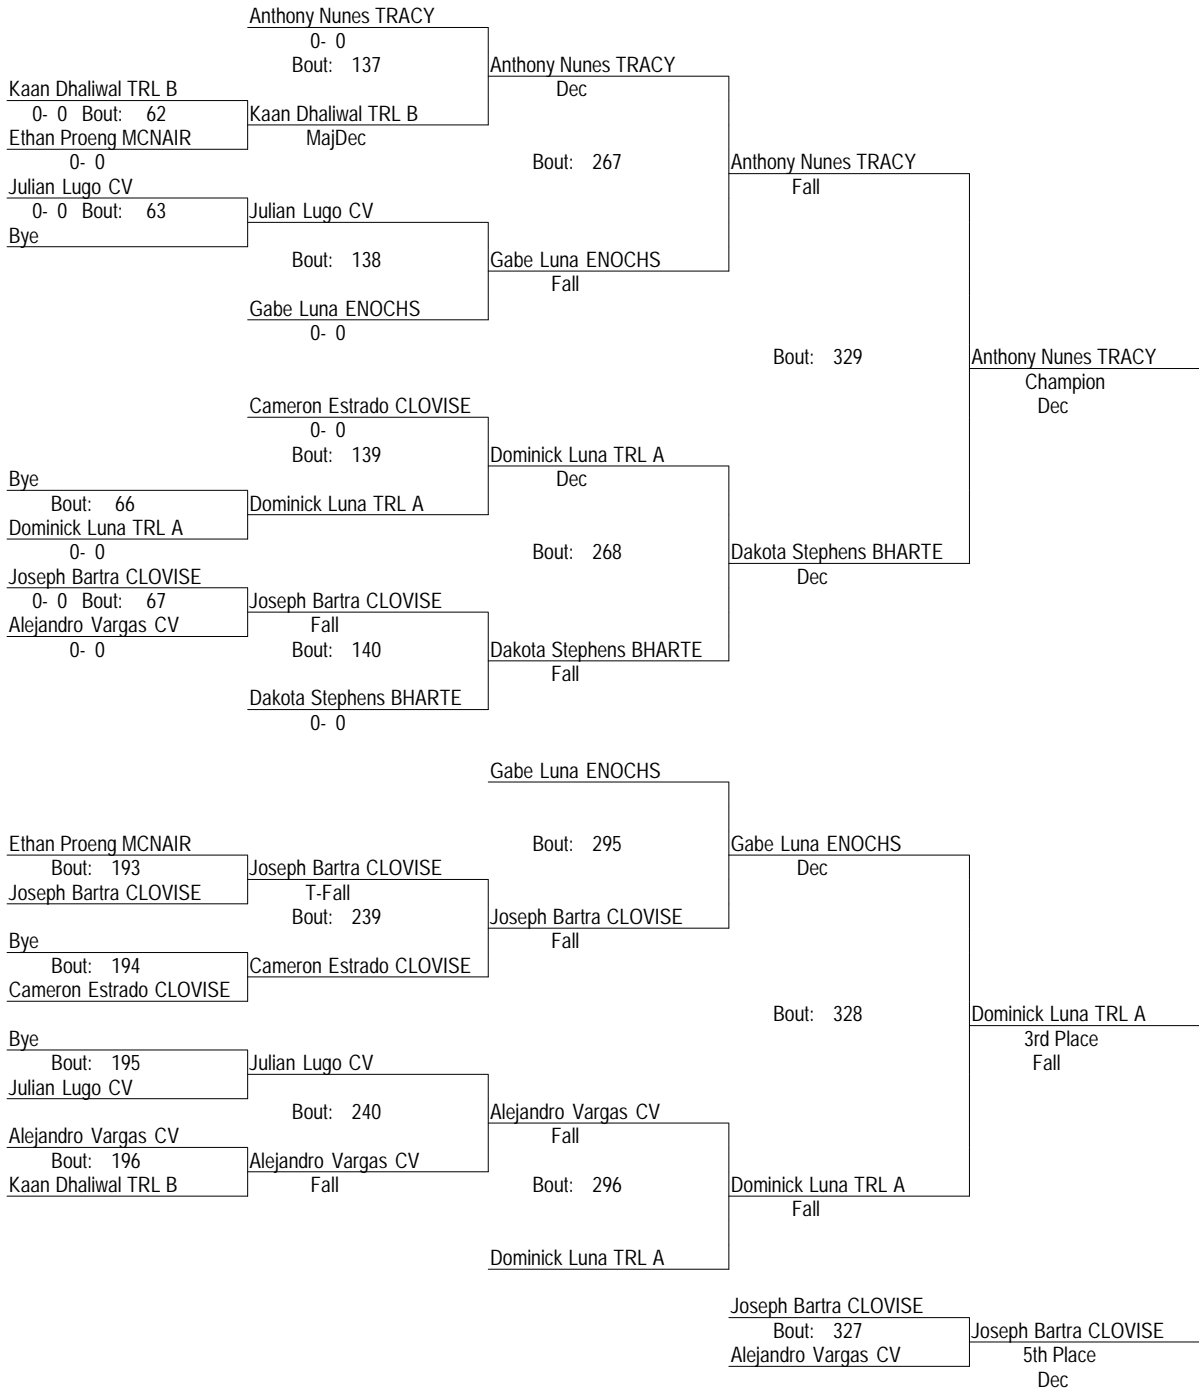 Anthony Nunes TRACY
0- 0
Bout: 137
Anthony Nunes TRACY
Dec
Kaan Dhaliwal TRL B
0- 0 Bout: 62
Kaan Dhaliwal TRL B
Ethan Proeng MCNAIR
MajDec
0- 0
Bout: 267
Anthony Nunes TRACY
Fall
Julian Lugo CV
0- 0 Bout: 63
Julian Lugo CV
Bye
Bout: 138
Gabe Luna ENOCHS
Fall
Gabe Luna ENOCHS
0- 0
Bout: 329
Anthony Nunes TRACY
Champion
Dec
Cameron Estrado CLOVISE
0- 0
Bout: 139
Dominick Luna TRL A
Dec
Bye
Bout: 66
Dominick Luna TRL A
Dominick Luna TRL A
0- 0
Bout: 268
Dakota Stephens BHARTE
Dec
Joseph Bartra CLOVISE
0- 0 Bout: 67
Joseph Bartra CLOVISE
Alejandro Vargas CV
Fall
0- 0
Bout: 140
Dakota Stephens BHARTE
Fall
Dakota Stephens BHARTE
0- 0
Gabe Luna ENOCHS
Ethan Proeng MCNAIR
Bout: 295
Gabe Luna ENOCHS
Dec
Bout: 193
Joseph Bartra CLOVISE
Joseph Bartra CLOVISE
T-Fall
Bout: 239
Joseph Bartra CLOVISE
Fall
Bye
Bout: 194
Cameron Estrado CLOVISE
Cameron Estrado CLOVISE
Bout: 328
Dominick Luna TRL A
3rd Place
Fall
Bye
Bout: 195
Julian Lugo CV
Julian Lugo CV
Bout: 240
Alejandro Vargas CV
Fall
Alejandro Vargas CV
Bout: 196
Alejandro Vargas CV
Kaan Dhaliwal TRL B
Fall
Bout: 296
Dominick Luna TRL A
Fall
Dominick Luna TRL A
Joseph Bartra CLOVISE
Bout: 327
Joseph Bartra CLOVISE
Alejandro Vargas CV
5th Place
Dec